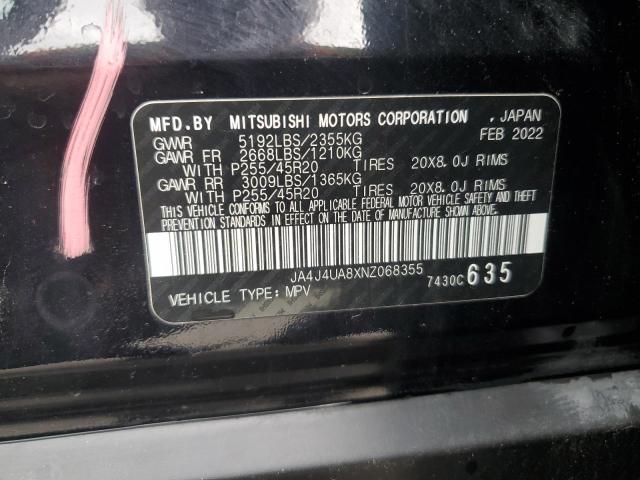 MFD.BY MITSUBISHI MOTORS CORPORATION , JAPAN
GVWR 5192LBS/2355KG FEB 2022
GAWR FR 2668LBS/1210KG
WITH P255/45R20 TIRES 20X8.0J RIMS
GAWR RR 3009LBS/1365KG
WITH P255/45R20 TIRES 20X8.0J RIMS
THIS VEHICLE CONFORMS TO ALL APPLICABLE FEDERAL MOTOR VEHICLE SAFETY AND THEFT
PREVENTION STANDARDS IN EFFECT ON THE DATE OF MANUFACTURE SHOWN ABOVE.
JA4J4UA8XNZ068355
VEHICLE TYPE: MPV 7430C 635